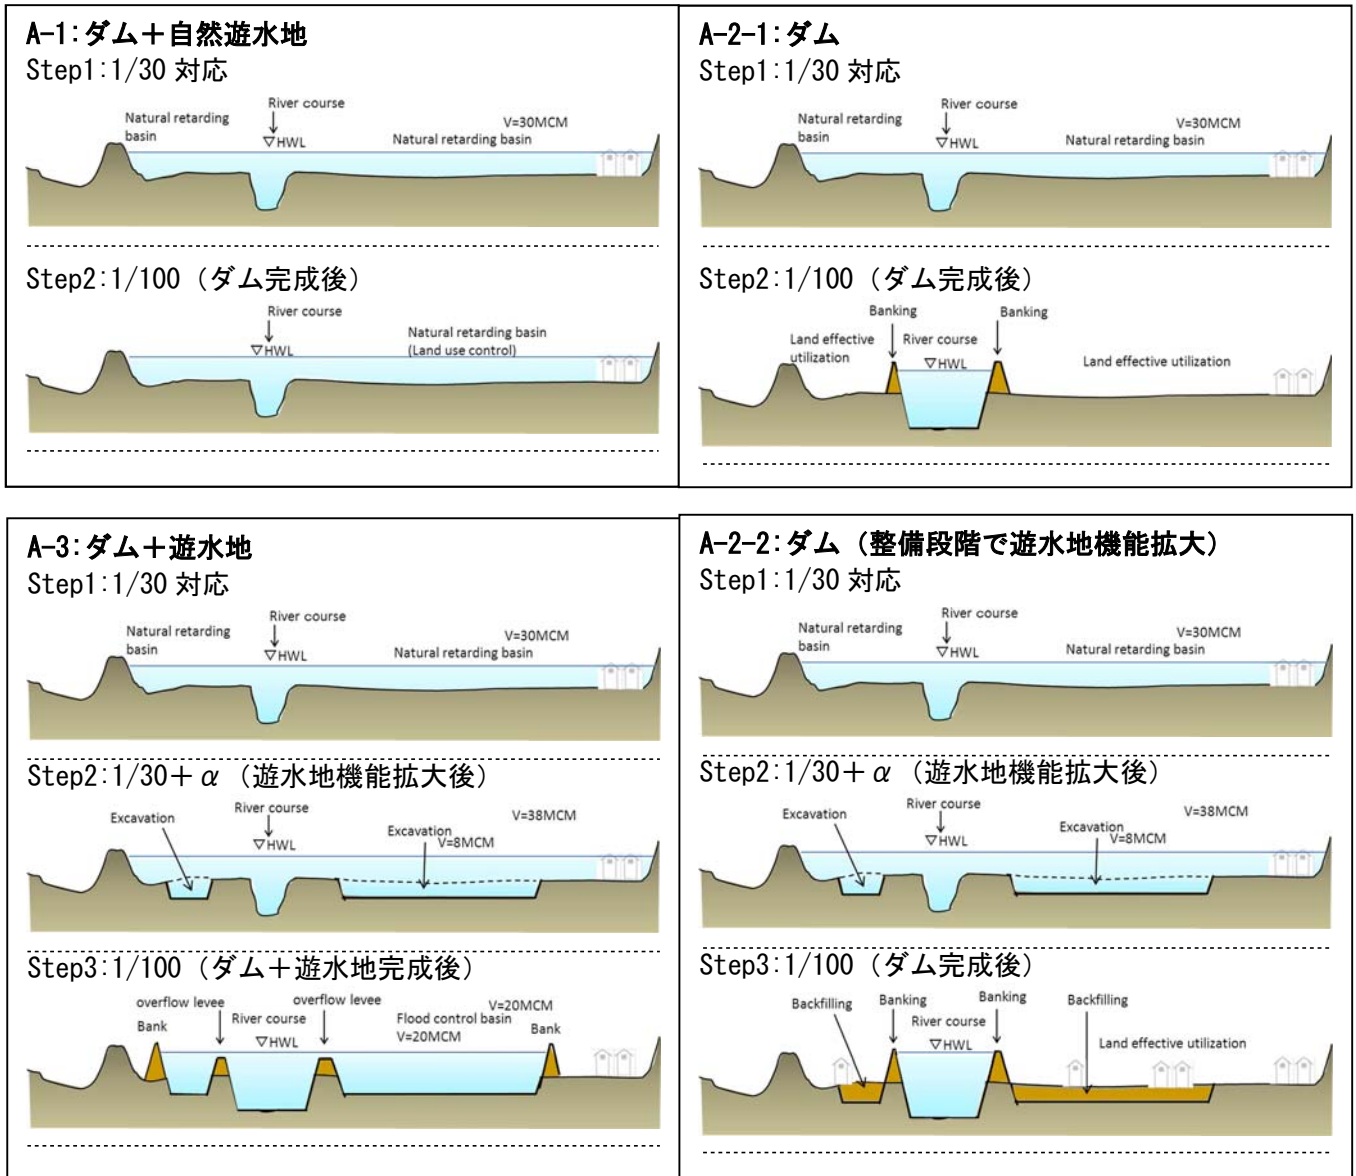 A-1:ダム＋自然遊水地
Step1:1/30 対応
River course
Natural retarding
basin
▽HWL
V=30MCM
Natural retarding basin
Step2:1/100（ダム完成後）
River course
▽HWL
Natural retarding basin
(Land use control)
A-2-1:ダム
Step1:1/30 対応
River course
Natural retarding
basin
▽HWL
V=30MCM
Natural retarding basin
Step2:1/100（ダム完成後）
Banking
Banking
Land effective
utilization
River course
▽HWL
Land effective utilization
A-3:ダム＋遊水地
Step1:1/30 対応
River course
Natural retarding
basin
▽HWL
V=30MCM
Natural retarding basin
Step2:1/30＋α（遊水地機能拡大後）
Excavation
River course
▽HWL
Excavation
V=8MCM
V=38MCM
Step3:1/100（ダム＋遊水地完成後）
overflow levee
overflow levee
Bank
River course
▽HWL
V=20MCM
Flood control basin
V=20MCM
Bank
A-2-2:ダム（整備段階で遊水地機能拡大）
Step1:1/30 対応
River course
Natural retarding
basin
▽HWL
V=30MCM
Natural retarding basin
Step2:1/30＋α（遊水地機能拡大後）
Excavation
River course
▽HWL
Excavation
V=8MCM
V=38MCM
Step3:1/100（ダム完成後）
Backfilling
Banking
Banking
Backfilling
River course
▽HWL
Land effective utilization